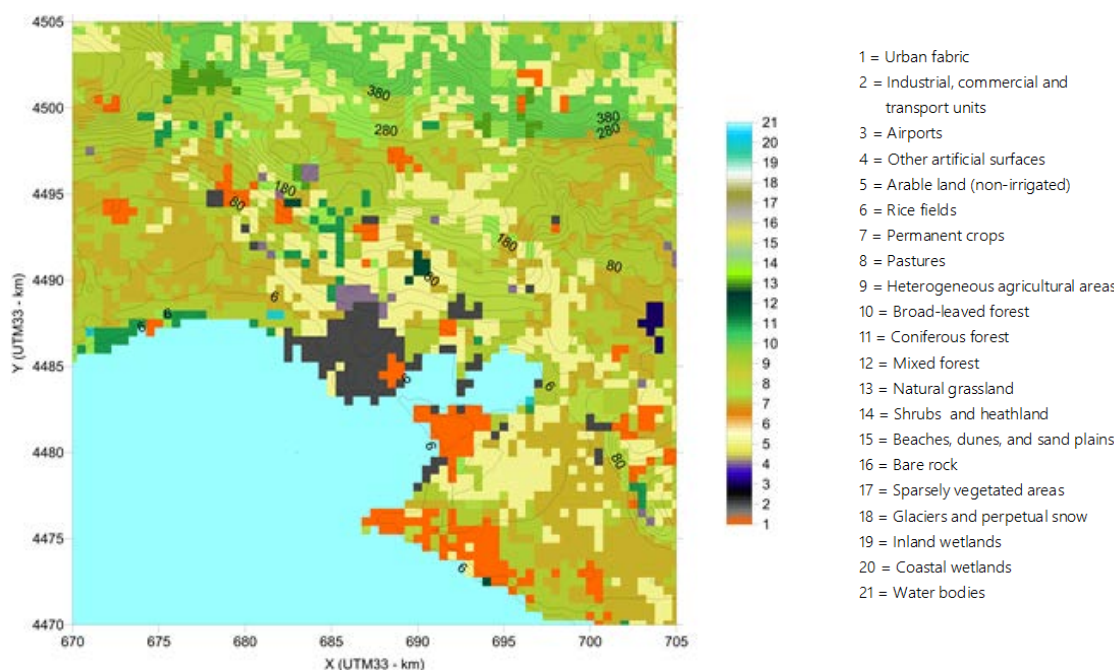 4505
4500
4495
4490
4485
4480
4475
4470
Y (UTM33 - km)
670
675
680
685
690
695
700
705
X (UTM33 - km)
380
380
280
280
180
80
180
80
80
6
6
6
6
6
6
80
6
21
20
19
18
17
16
15
14
13
12
11
10
9
8
7
6
5
4
3
2
1
1 = Urban fabric
2 = Industrial, commercial and
transport units
3 = Airports
4 = Other artificial surfaces
5 = Arable land (non-irrigated)
6 = Rice fields
7 = Permanent crops
8 = Pastures
9 = Heterogeneous agricultural areas
10 = Broad-leaved forest
11 = Coniferous forest
12 = Mixed forest
13 = Natural grassland
14 = Shrubs and heathland
15 = Beaches, dunes, and sand plains
16 = Bare rock
17 = Sparsely vegetated areas
18 = Glaciers and perpetual snow
19 = Inland wetlands
20 = Coastal wetlands
21 = Water bodies